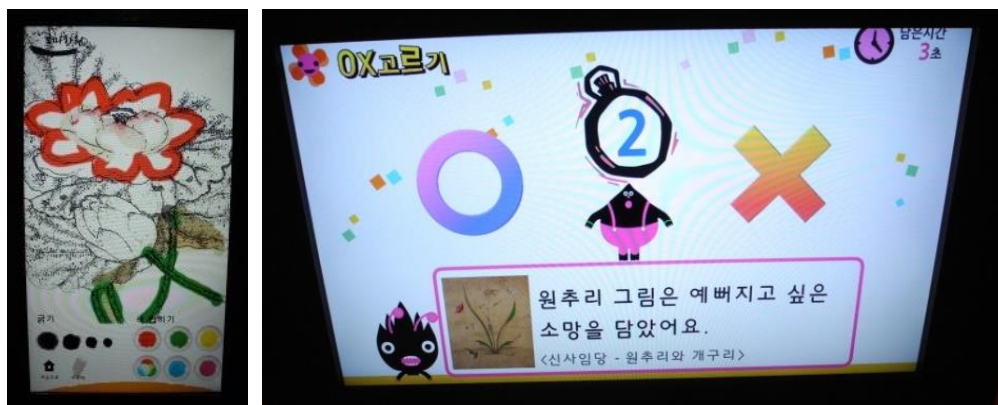 굵기
OX고르기
남은시간
3초
2
원추리 그림은 예뻐지고 싶은
소망을 담았어요.
<신사임당 - 원추리와 개구리>